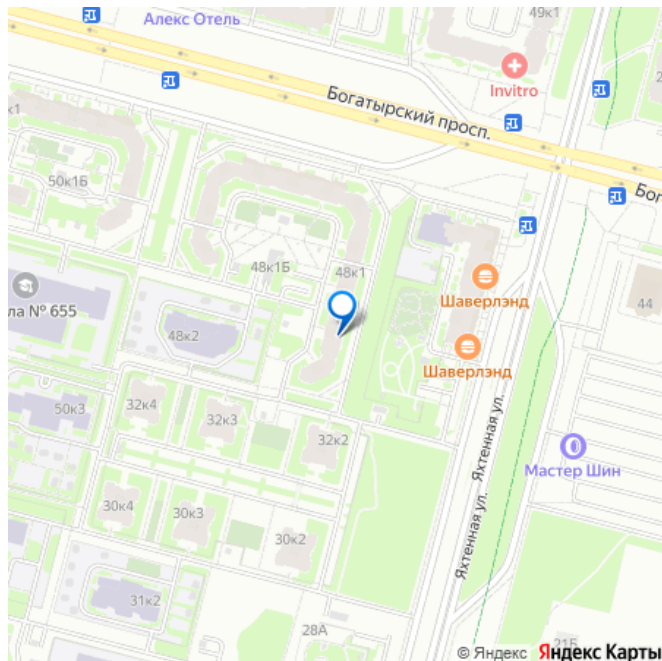 Алекс Отель
49к1
Invitro
Богатырский просп.
Бог
к1
50к1Б
48к1Б
48к1
Шаверлэнд
44
ла № 655
48к2
Шаверлэнд
50к3
32к4
32к3
32к2
Яхтенная ул.
Мастер Шин
30к4
30к3
30к2
Яхтенная ул.
31к2
28А
21Б
© Яндекс Яндекс Карты